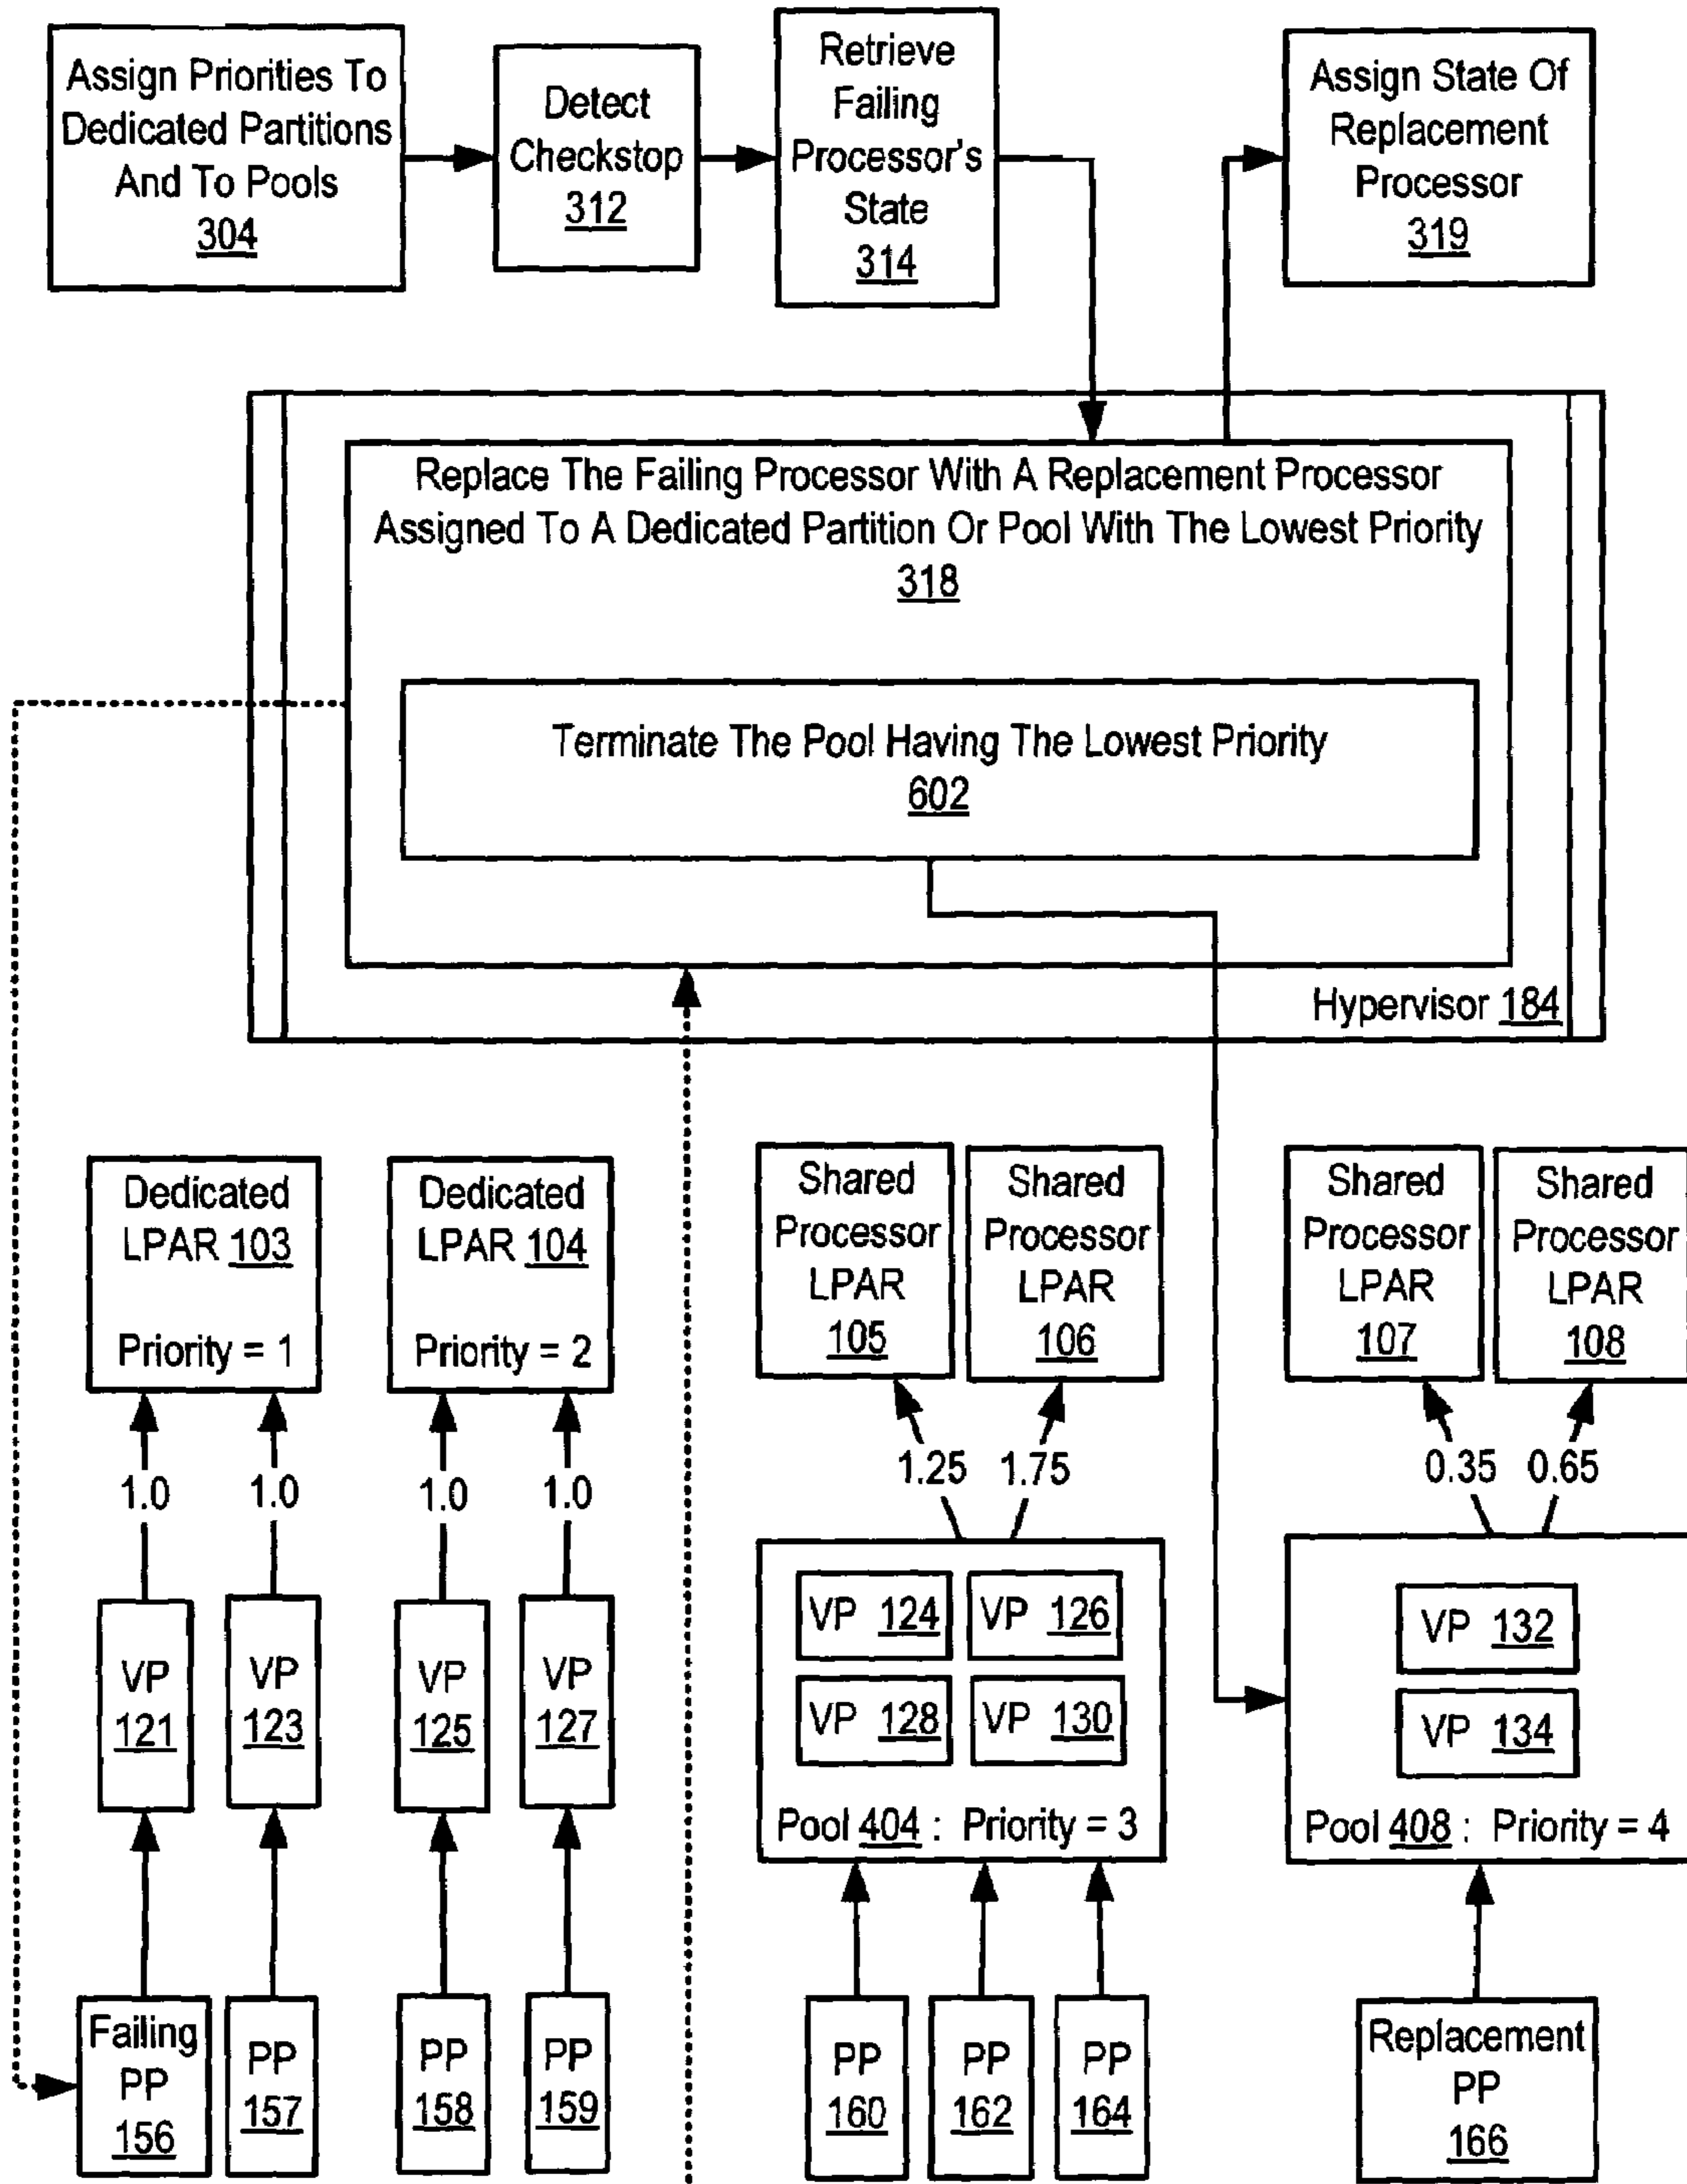 Assign Priorities To
Dedicated Partitions
And To Pools
304
Detect
Checkstop
312
Retrieve
Failing
Processor's
State
314
Assign State Of
Replacement
Processor
319
Replace The Failing Processor With A Replacement Processor
Assigned To A Dedicated Partition Or Pool With The Lowest Priority
318
Terminate The Pool Having The Lowest Priority
602
Hypervisor 184
Dedicated
LPAR 103
Priority = 1
Dedicated
LPAR 104
Priority = 2
Shared
Processor
LPAR
105
Shared
Processor
LPAR
106
Shared
Processor
LPAR
107
Shared
Processor
LPAR
108
1.0
1.0
1.0
1.0
1.25
1.75
0.35
0.65
VP
121
VP
123
VP
125
VP
127
VP 124
VP 126
VP 128
VP 130
Pool 404 : Priority = 3
VP 132
VP 134
Pool 408 : Priority = 4
Failing
PP
156
PP
157
PP
158
PP
159
PP
160
PP
162
PP
164
Replacement
PP
166